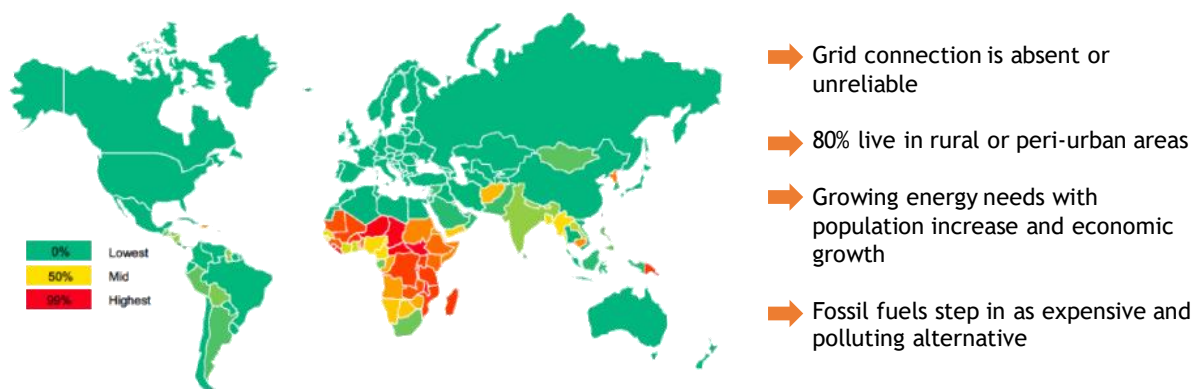 Grid connection is absent or
unreliable
80% live in rural or peri-urban areas
Growing energy needs with
population increase and economic
growth
Fossil fuels step in as expensive and
polluting alternative
0% Lowest
50% Mid
99% Highest